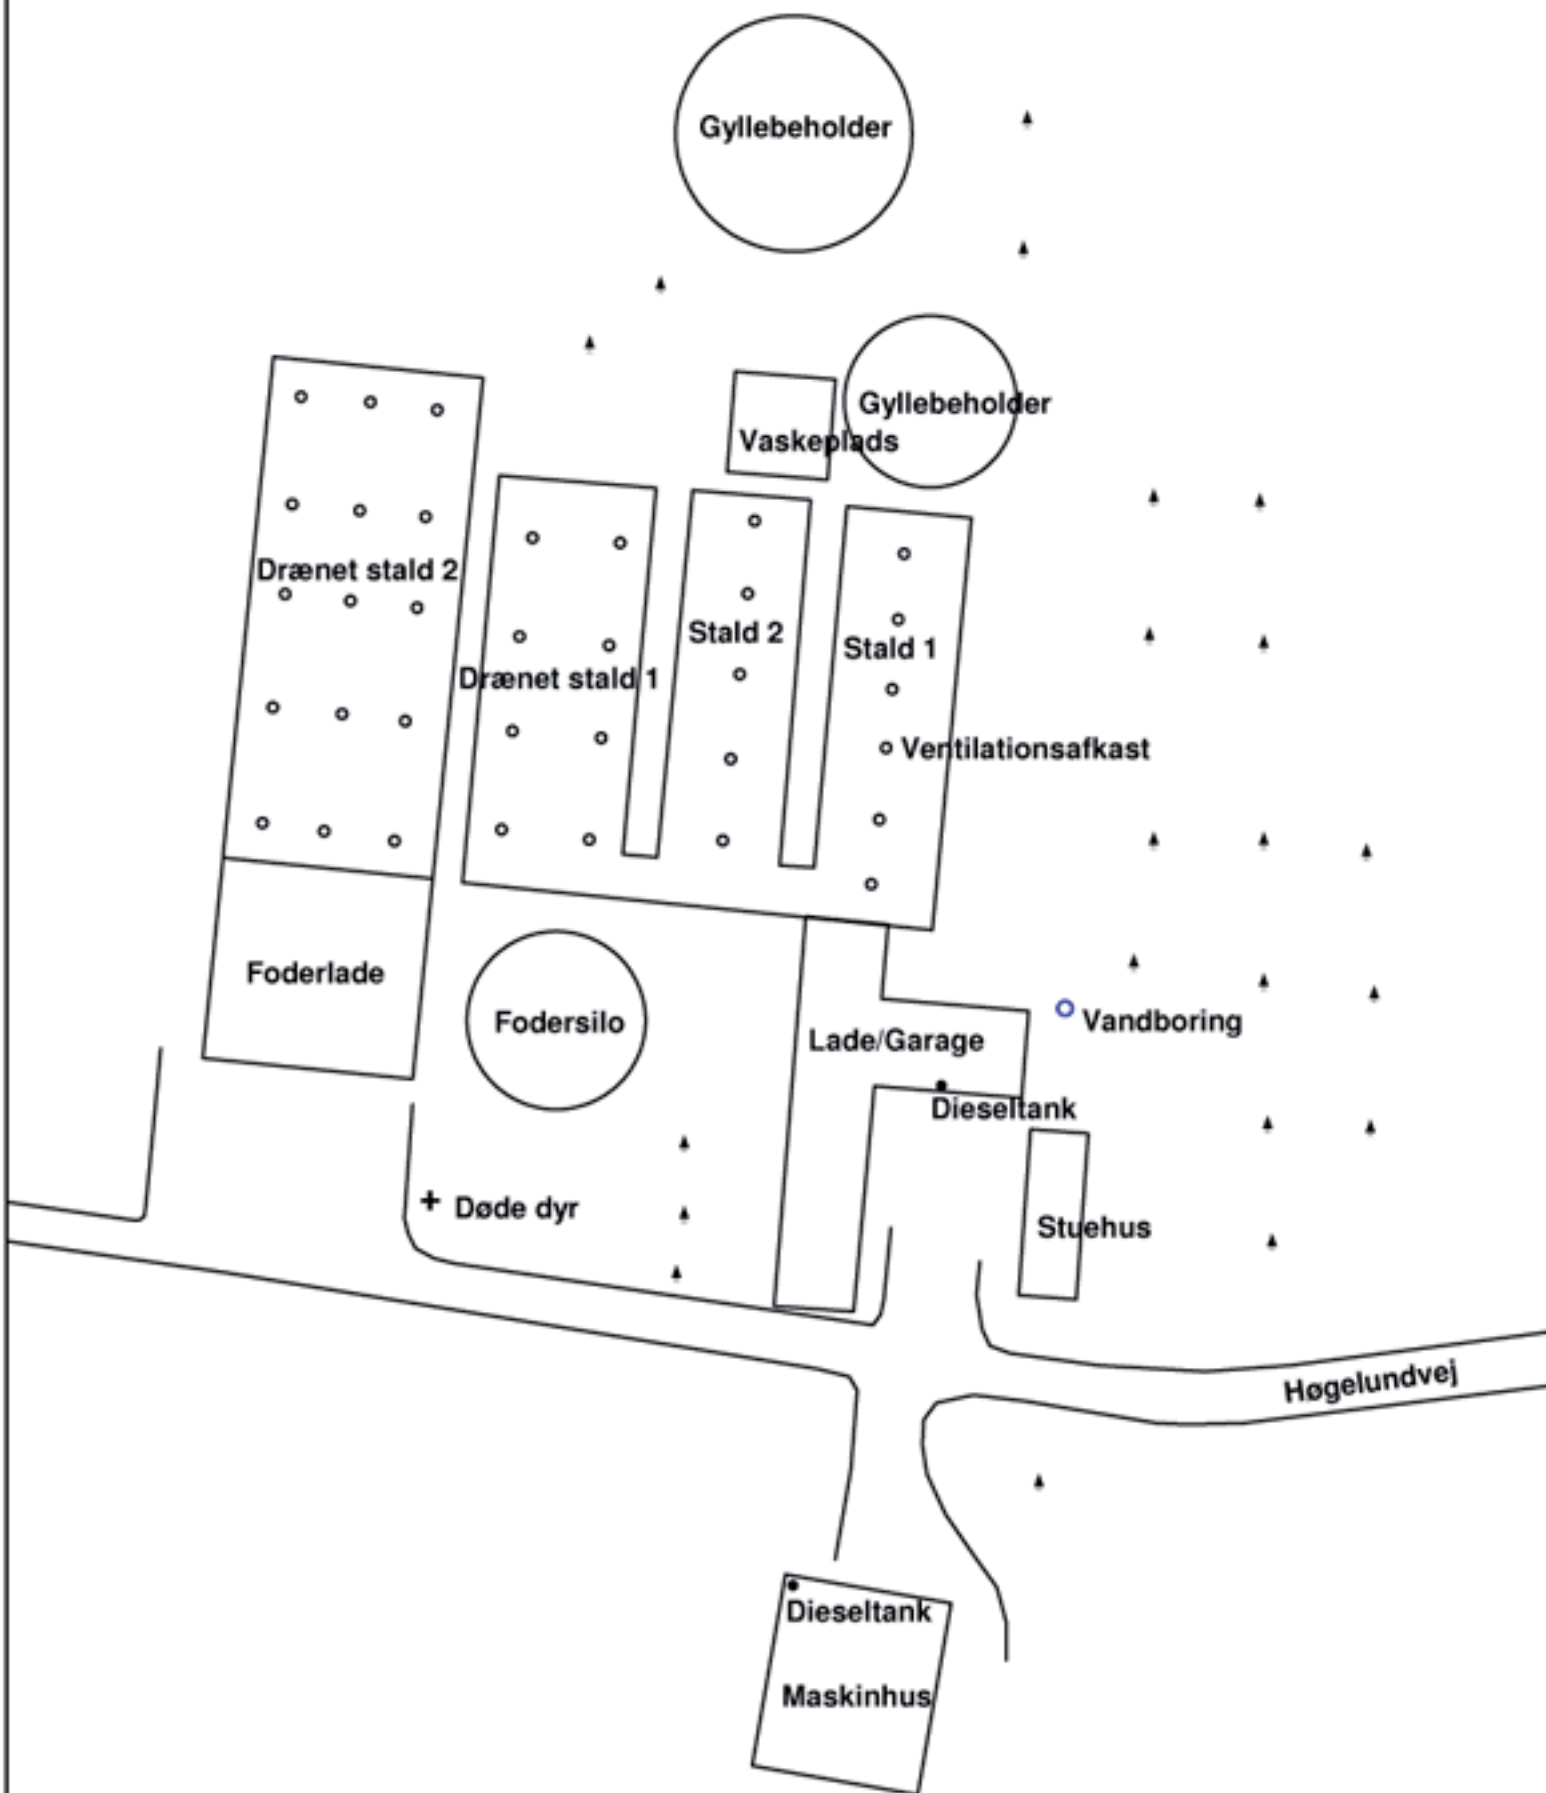 Gyllebeholder
Gyllebeholder
Vaskeplads
Drænet stald 2
Stald 2
Stald 1
Drænet stald 1
Ventilationsafkast
Foderlade
Fodersilo
Vandboring
Lade/Garage
Dieseltank
Døde dyr
Stuehus
Høgelundvej
Dieseltank
Maskinhus